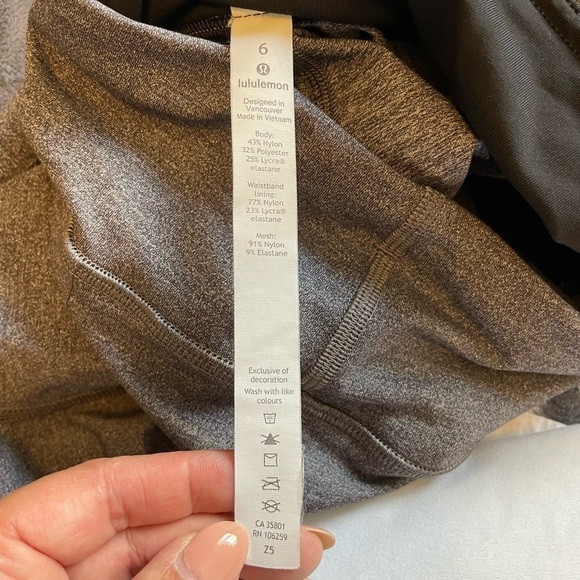 6
lululemon
Designed in
Vancouver
Made in Vietnam
Body:
43% Nylon
32% Polyester
25% Lycra®
elastane
Waistband
lining:
77% Nylon
23% Lycra®
elastane
Mesh:
91% Nylon
9% Elastane
Exclusive of
decoration
Wash with like
colours
CA 35801
RN 106259
Z5